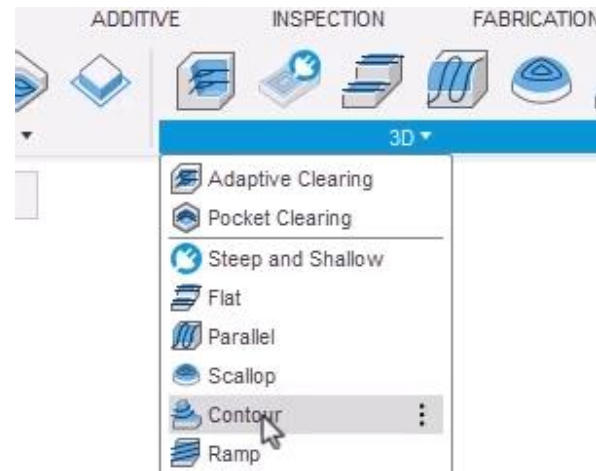 ADDITIVE INSPECTION FABRICATION
3D
Adaptive Clearing
Pocket Clearing
Steep and Shallow
Flat
Parallel
Scallop
Contour
Ramp